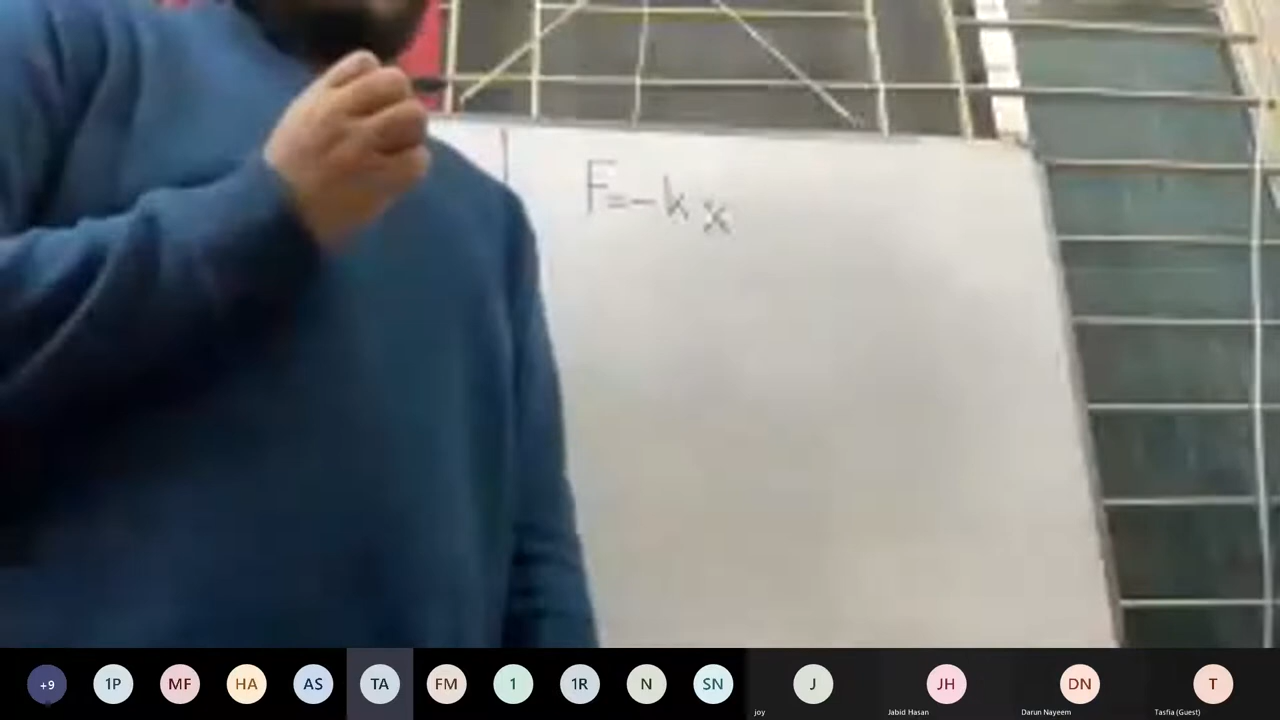 F=-kx
+9
1P
MF
HA
AS
TA
FM
1
1R
N
SN
J
JH
DN
T
joy
Jabid Hasan
Darun Nayeem
Tasfia (Guest)